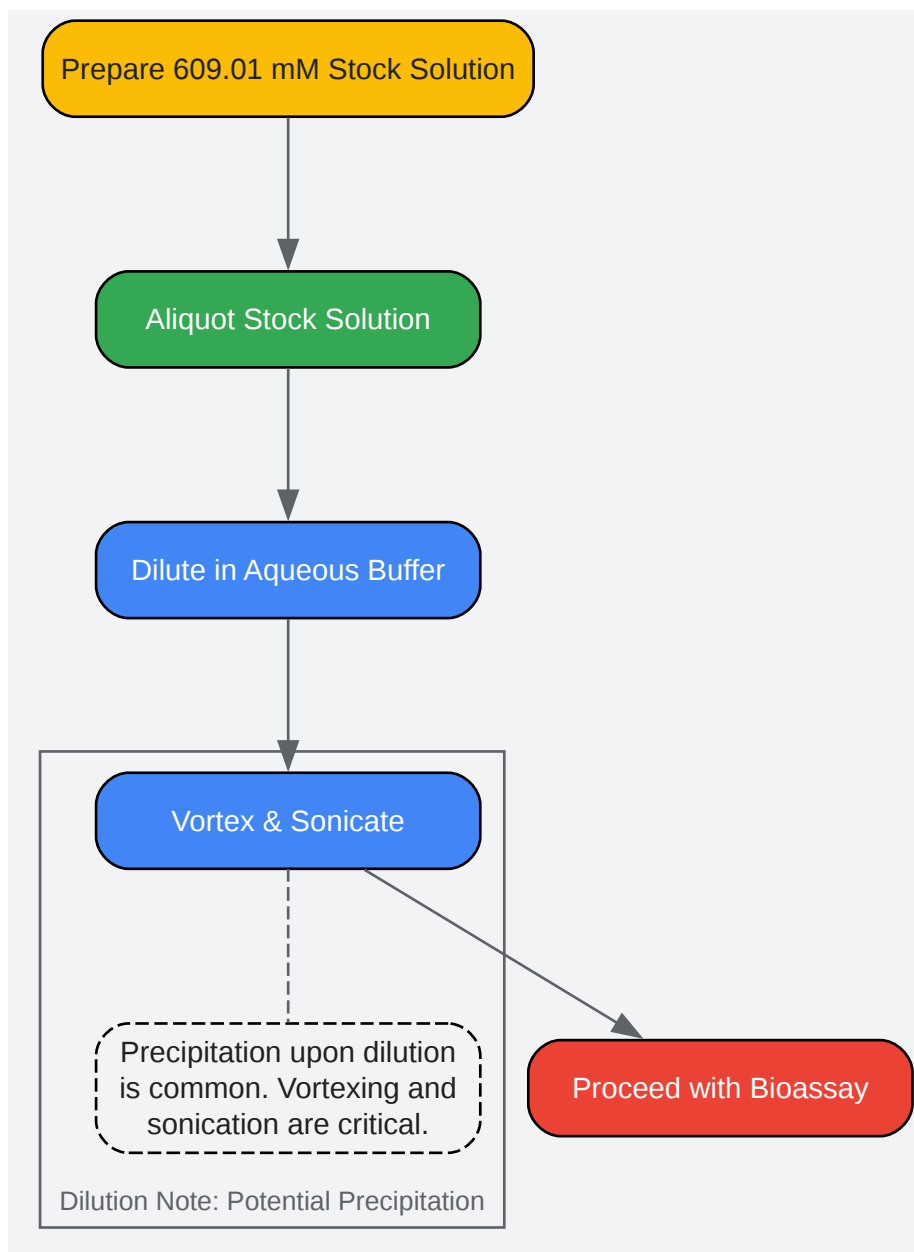 Prepare 609.01 mM Stock Solution
Aliquot Stock Solution
Dilute in Aqueous Buffer
Vortex & Sonicate
Precipitation upon dilution
is common. Vortexing and
sonication are critical.
Proceed with Bioassay
Dilution Note: Potential Precipitation